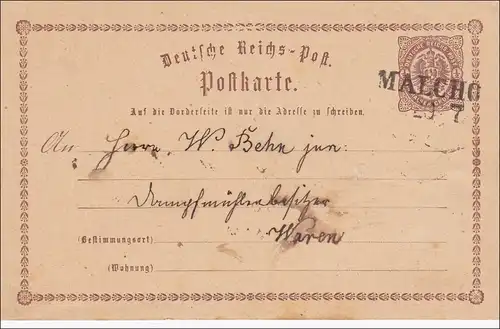 Deutsche Reichs-Post.
Postkarte.
MALCHO
Auf die Vorderseite ist nur die Adresse zu schreiben.
An Herrn W. Behn jun:
Dampfmühlenbesitzer
Waren
(Bestimmungsort)
(Wohnung)